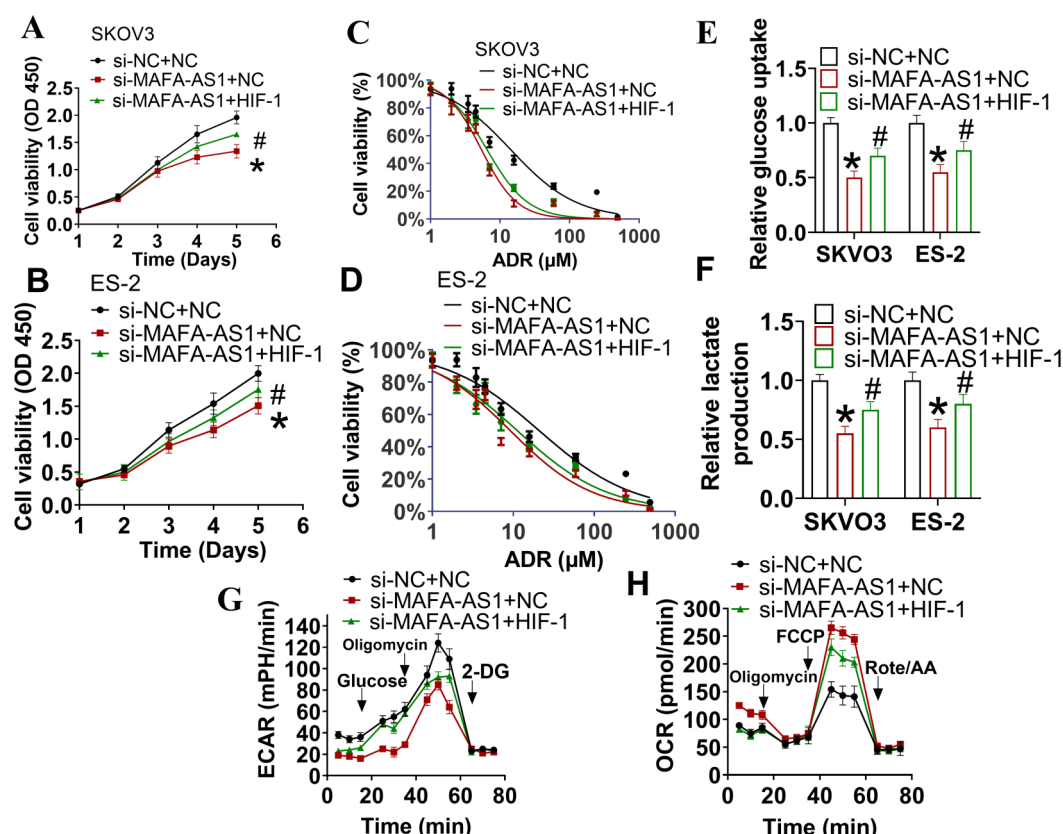 A
SKOV3
si-NC+NC
si-MAFA-AS1+NC
si-MAFA-AS1+HIF-1
Cell viability (OD 450)
2.5
2.0
1.5
1.0
0.5
0.0
#
*
1 2 3 4 5 6
Time (Days)
B
ES-2
si-NC+NC
si-MAFA-AS1+NC
si-MAFA-AS1+HIF-1
Cell viability (OD 450)
2.5
2.0
1.5
1.0
0.5
0.0
#
*
1 2 3 4 5 6
Time (Days)
C
SKOV3
si-NC+NC
si-MAFA-AS1+NC
si-MAFA-AS1+HIF-1
Cell viability (%)
100%
80%
60%
40%
20%
0%
1 10 100 1000
ADR (µM)
D
ES-2
si-NC+NC
si-MAFA-AS1+NC
si-MAFA-AS1+HIF-1
Cell viability (%)
100%
80%
60%
40%
20%
0%
1 10 100 1000
ADR (µM)
E
si-NC+NC
si-MAFA-AS1+NC
si-MAFA-AS1+HIF-1
Relative glucose uptake
1.5
1.0
0.5
0.0
* # * #
SKVO3 ES-2
F
si-NC+NC
si-MAFA-AS1+NC
si-MAFA-AS1+HIF-1
Relative lactate
production
1.5
1.0
0.5
0.0
* # * #
SKVO3 ES-2
G
si-NC+NC
si-MAFA-AS1+NC
si-MAFA-AS1+HIF-1
ECAR (mPH/min)
140
120
100
80
60
40
20
0
Glucose
Oligomycin
2-DG
0 20 40 60 80
Time (min)
H
si-NC+NC
si-MAFA-AS1+NC
si-MAFA-AS1+HIF-1
OCR (pmol/min)
300
250
200
150
100
50
0
Oligomycin
FCCP
Rote/AA
0 20 40 60 80
Time (min)